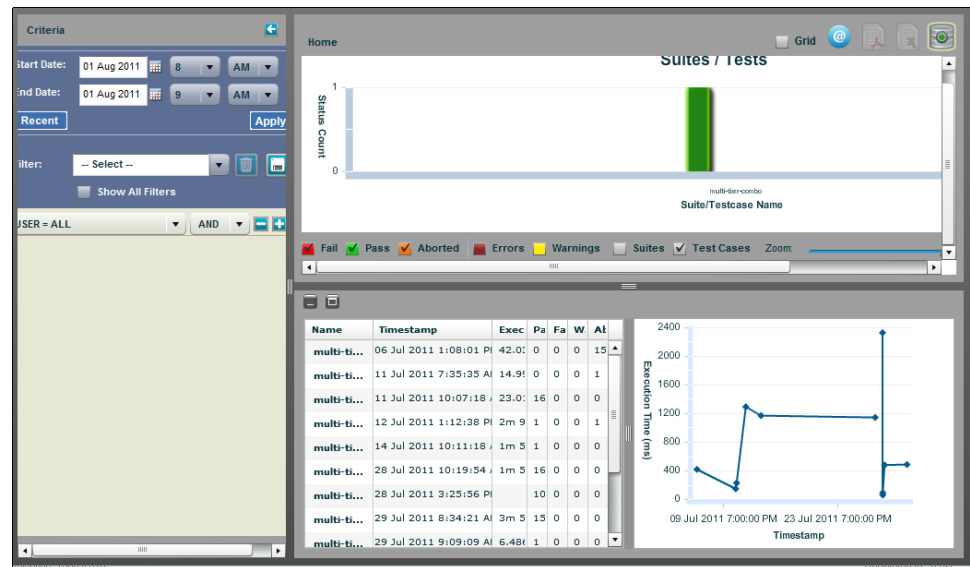 Criteria
Start Date: 01 Aug 2011 8 AM
End Date: 01 Aug 2011 9 AM
Recent Apply
Filter: -- Select --
Show All Filters
USER = ALL AND
Home Grid @
Suites / Tests
Status Count
1
0
multi-tier-combo
Suite/Testcase Name
Fail Pass Aborted Errors Warnings Suites Test Cases Zoom:
Name Timestamp Exec Pa Fa W Al
multi-ti... 06 Jul 2011 1:08:01 PI 42.0 0 0 0 15
multi-ti... 11 Jul 2011 7:35:35 AI 14.9 0 0 0 1
multi-ti... 11 Jul 2011 10:07:18 23.0 16 0 0 0
multi-ti... 12 Jul 2011 1:12:38 PI 2m 9 1 0 0 1
multi-ti... 14 Jul 2011 10:11:18 1m 5 1 0 0 0
multi-ti... 28 Jul 2011 10:19:54 1m 5 16 0 0 0
multi-ti... 28 Jul 2011 3:25:56 PI 10 0 0 0
multi-ti... 29 Jul 2011 8:34:21 AI 3m 5 15 0 0 0
multi-ti... 29 Jul 2011 9:09:09 AI 6.48 1 0 0 0
Execution Time (ms)
2400
2000
1600
1200
800
400
0
09 Jul 2011 7:00:00 PM 23 Jul 2011 7:00:00 PM
Timestamp